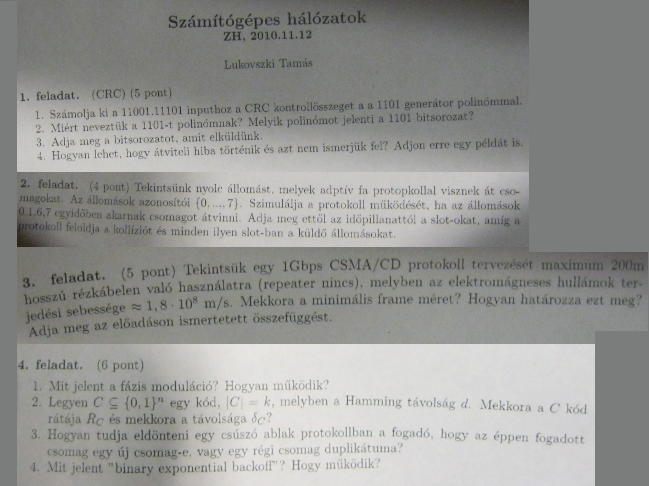 Számítógépes hálózatok
ZH, 2010.11.12
Lukovszki Tamás
1. feladat. (CRC) (5 pont)
1. Számolja ki a 11001.11101 inputhoz a CRC kontrollösszeget a a 1101 generátor polinómmal.
2. Miért neveztük a 1101-t polinómnak? Melyik polinómot jelenti a 1101 bitsorozat?
3. Adja meg a bitsorozatot, amit elküldünk.
4. Hogyan lehet, hogy átviteli hiba történik és azt nem ismerjük fel? Adjon erre egy példát is.
2. feladat. (4 pont) Tekintsünk nyolc állomást, melyek adptív fa protopkollal visznek át cso-
magokat. Az állomások azonosítói {0, ..., 7}. Szimulálja a protokoll működését, ha az állomások
0,1,6,7 egyidőben akarnak csomagot átvinni. Adja meg ettől az időpillanattól a slot-okat, amíg a
protokoll feloldja a kollíziót és minden ilyen slot-ban a küldő állomásokat.
3. feladat. (5 pont) Tekintsük egy 1Gbps CSMA/CD protokoll tervezését maximum 200m
hosszú rézkábelen való használatra (repeater nincs), melyben az elektromágneses hullámok ter-
jedési sebessége ≈ 1,8 · 10⁸ m/s. Mekkora a minimális frame méret? Hogyan határozza ezt meg?
Adja meg az előadáson ismertetett összefüggést.
4. feladat. (6 pont)
1. Mit jelent a fázis moduláció? Hogyan működik?
2. Legyen C ⊆ {0, 1}ⁿ egy kód, |C| = k, melyben a Hamming távolság d. Mekkora a C kód
rátája R_C és mekkora a távolsága δ_C?
3. Hogyan tudja eldönteni egy csúszó ablak protokollban a fogadó, hogy az éppen fogadott
csomag egy új csomag-e, vagy egy régi csomag duplikátuma?
4. Mit jelent "binary exponential backoff"? Hogy működik?